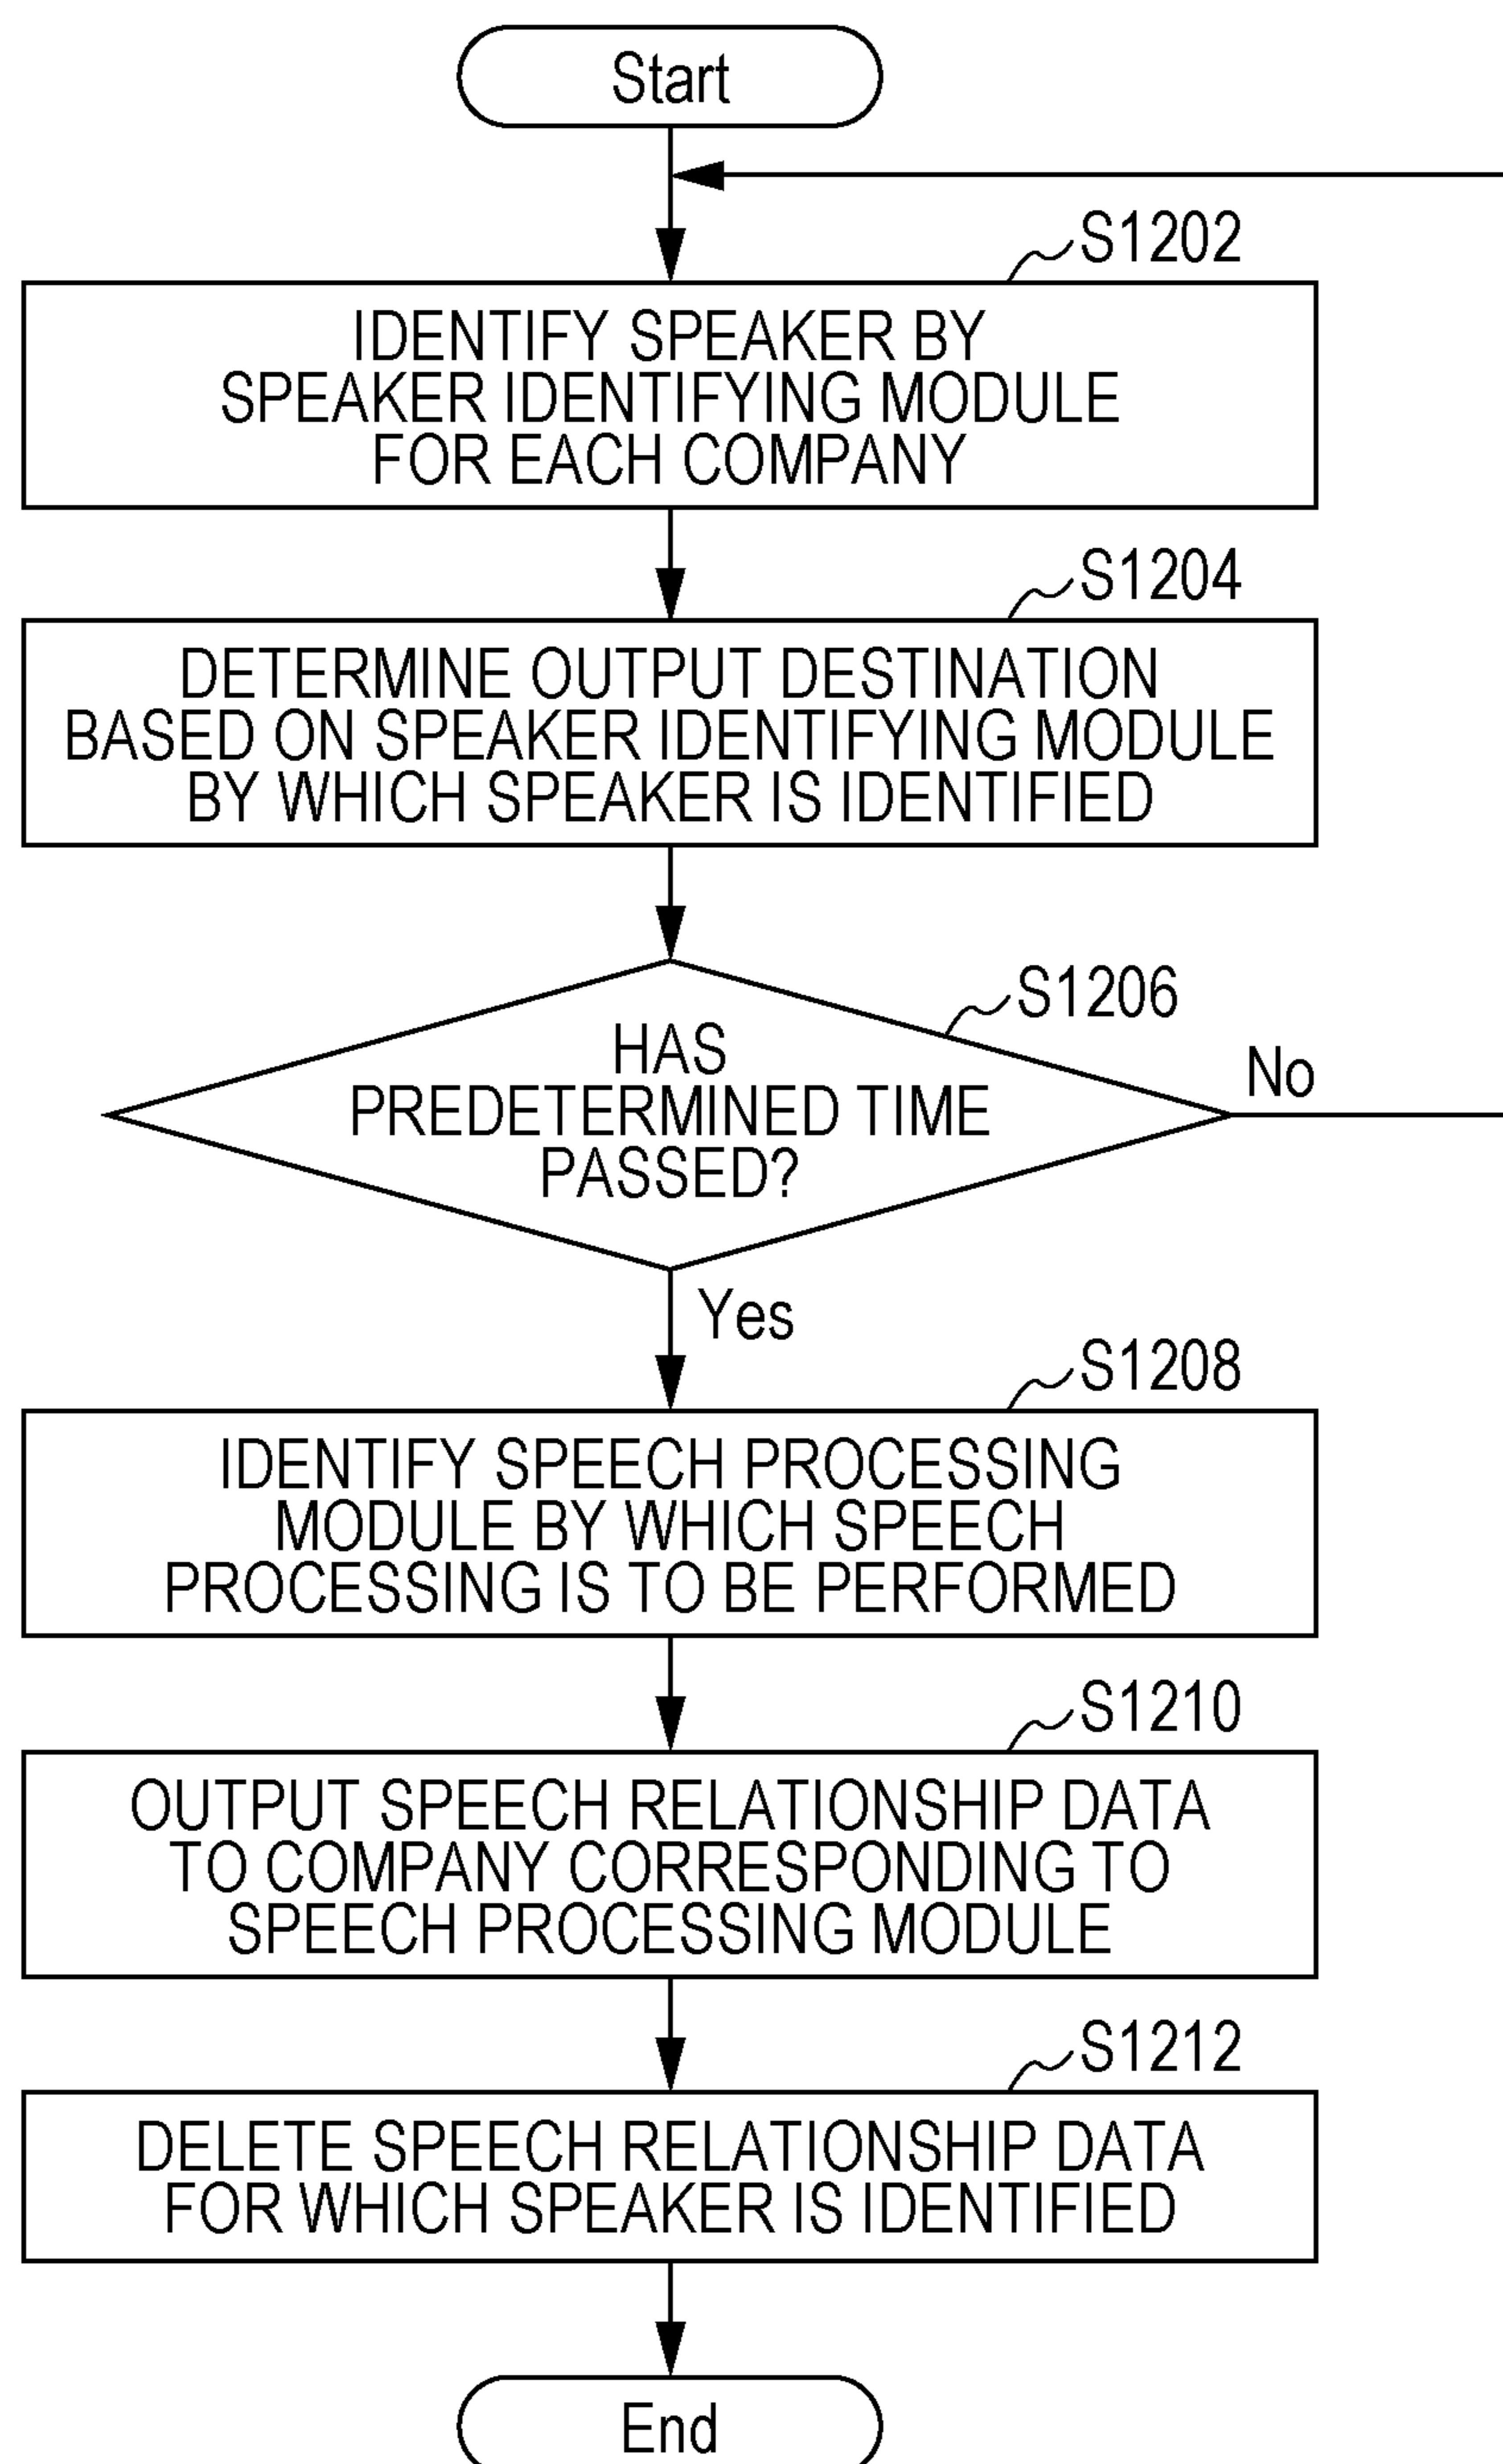 Start
S1202
IDENTIFY SPEAKER BY
SPEAKER IDENTIFYING MODULE
FOR EACH COMPANY
S1204
DETERMINE OUTPUT DESTINATION
BASED ON SPEAKER IDENTIFYING MODULE
BY WHICH SPEAKER IS IDENTIFIED
S1206
HAS
PREDETERMINED TIME
PASSED?
No
Yes
S1208
IDENTIFY SPEECH PROCESSING
MODULE BY WHICH SPEECH
PROCESSING IS TO BE PERFORMED
S1210
OUTPUT SPEECH RELATIONSHIP DATA
TO COMPANY CORRESPONDING TO
SPEECH PROCESSING MODULE
S1212
DELETE SPEECH RELATIONSHIP DATA
FOR WHICH SPEAKER IS IDENTIFIED
End